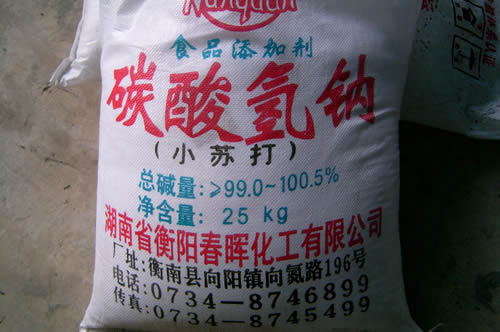 Nanquan
食品添加剂
碳酸氢钠
(小苏打)
总碱量:≥99.0-100.5%
净含量: 25 kg
湖南省衡阳春晖化工有限公司
厂址:衡南县向阳镇向氮路196号
电话:0734-8746899
传真:0734-8745499